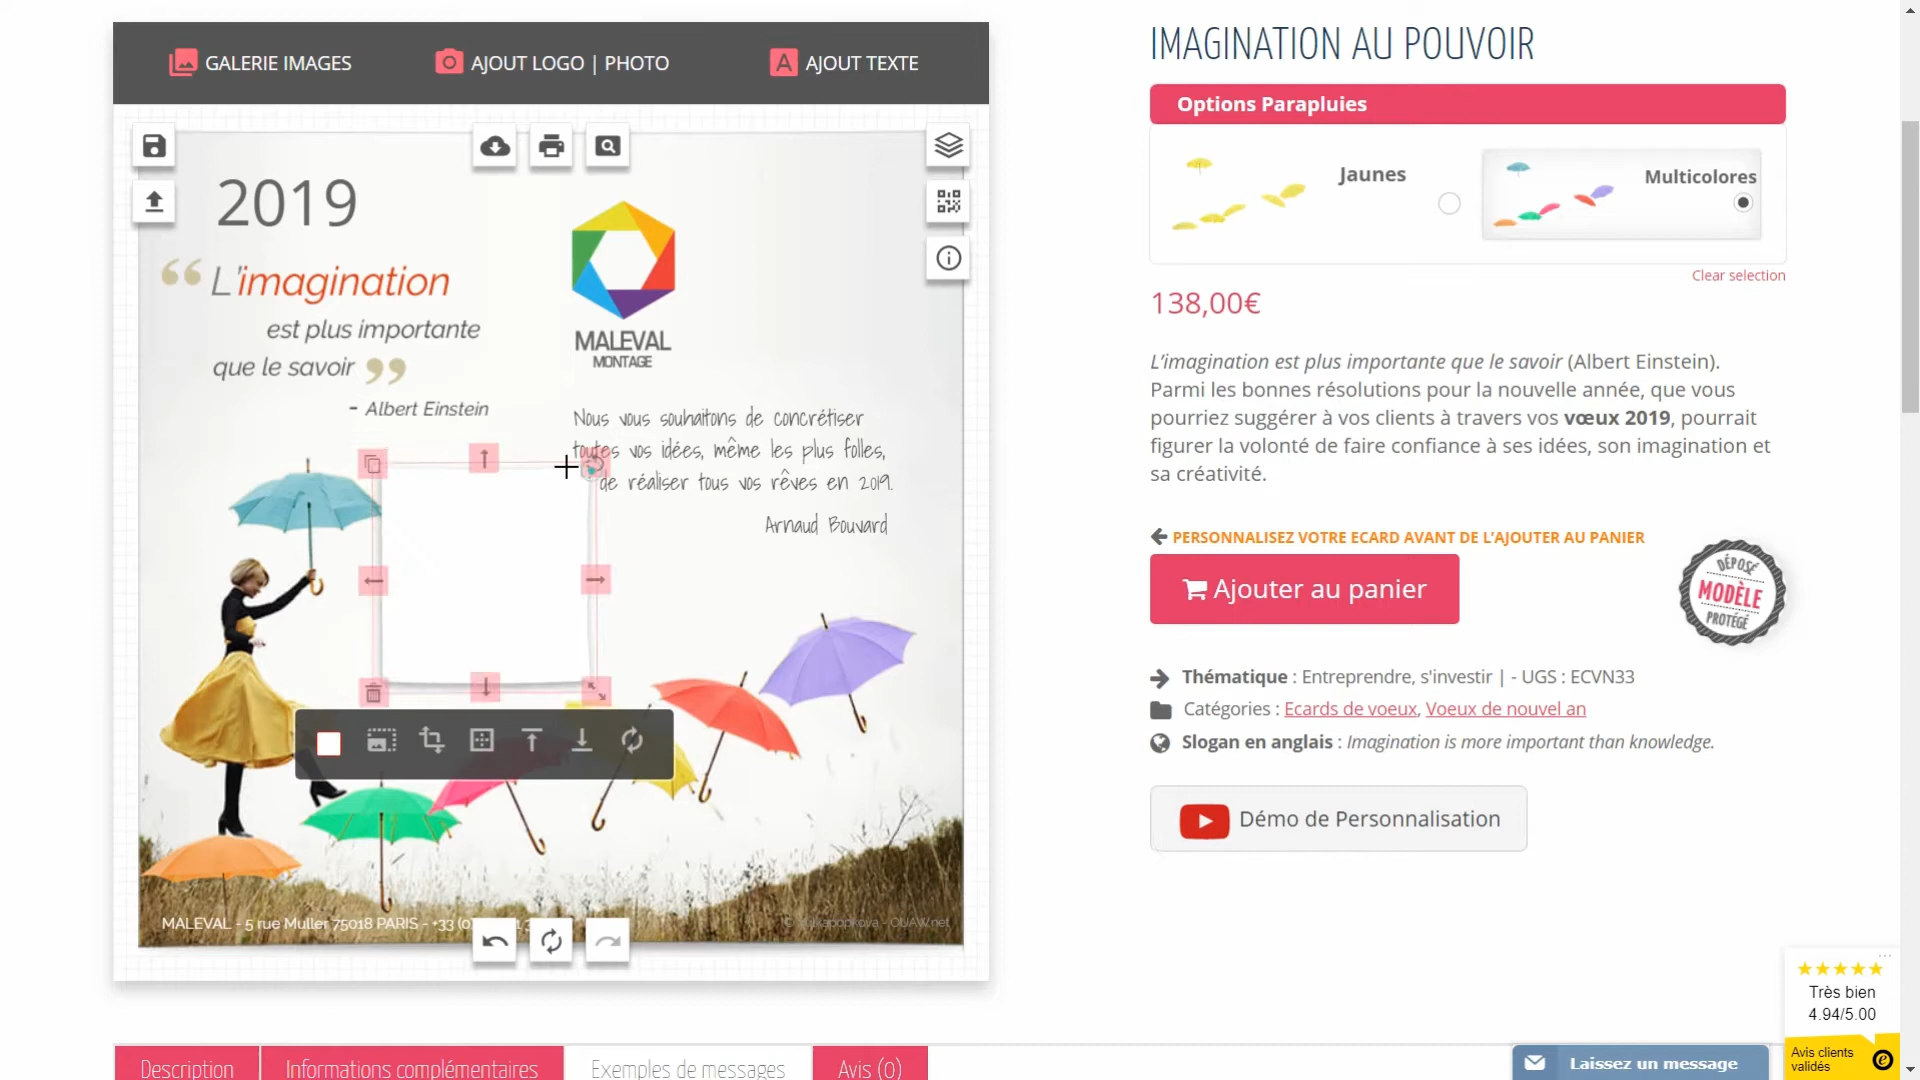 GALERIE IMAGES
AJOUT LOGO | PHOTO
A AJOUT TEXTE
2019
“ L'imagination
est plus importante
que le savoir ”
- Albert Einstein
MALEVAL
MONTAGE
Nous vous souhaitons de concrétiser
toutes vos idées, même les plus folles,
de réaliser tous vos rêves en 2019.
Arnaud Bouvard
MALEVAL - 5 rue Muller 75018 PARIS - +33 (0)
OUAW.net
IMAGINATION AU POUVOIR
Options Parapluies
Jaunes
Multicolores
Clear selection
138,00€
L'imagination est plus importante que le savoir (Albert Einstein).
Parmi les bonnes résolutions pour la nouvelle année, que vous
pourriez suggérer à vos clients à travers vos vœux 2019, pourrait
figurer la volonté de faire confiance à ses idées, son imagination et
sa créativité.
PERSONNALISEZ VOTRE ECARD AVANT DE L'AJOUTER AU PANIER
Ajouter au panier
DÉPOSÉ
MODÈLE
PROTÉGÉ
Thématique : Entreprendre, s'investir | - UGS : ECVN33
Catégories : Ecards de voeux, Voeux de nouvel an
Slogan en anglais : Imagination is more important than knowledge.
Démo de Personnalisation
Description
Informations complémentaires
Exemples de messages
Avis (0)
Laissez un message
Très bien
4.94/5.00
Avis clients
validés